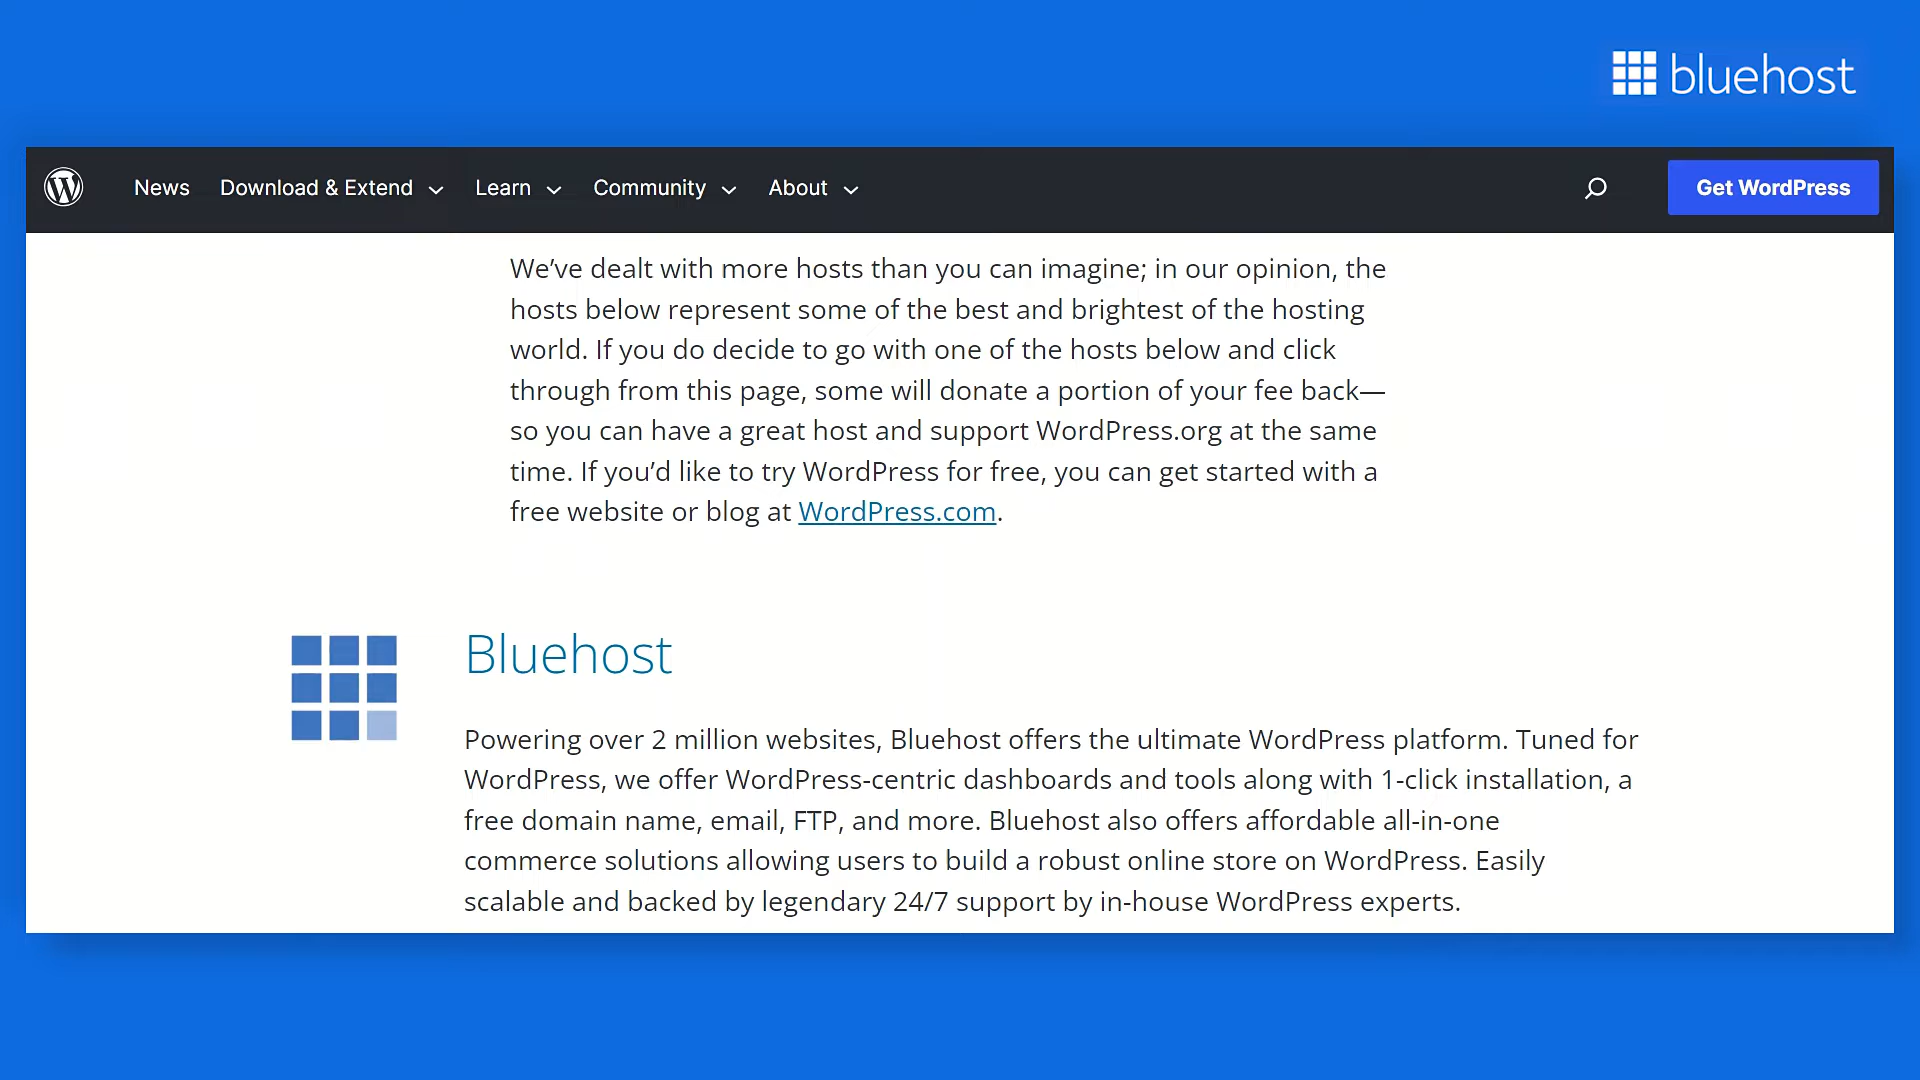 bluehost
News Download & Extend Learn Community About Get WordPress
We’ve dealt with more hosts than you can imagine; in our opinion, the
hosts below represent some of the best and brightest of the hosting
world. If you do decide to go with one of the hosts below and click
through from this page, some will donate a portion of your fee back—
so you can have a great host and support WordPress.org at the same
time. If you’d like to try WordPress for free, you can get started with a
free website or blog at WordPress.com.
Bluehost
Powering over 2 million websites, Bluehost offers the ultimate WordPress platform. Tuned for
WordPress, we offer WordPress-centric dashboards and tools along with 1-click installation, a
free domain name, email, FTP, and more. Bluehost also offers affordable all-in-one
commerce solutions allowing users to build a robust online store on WordPress. Easily
scalable and backed by legendary 24/7 support by in-house WordPress experts.